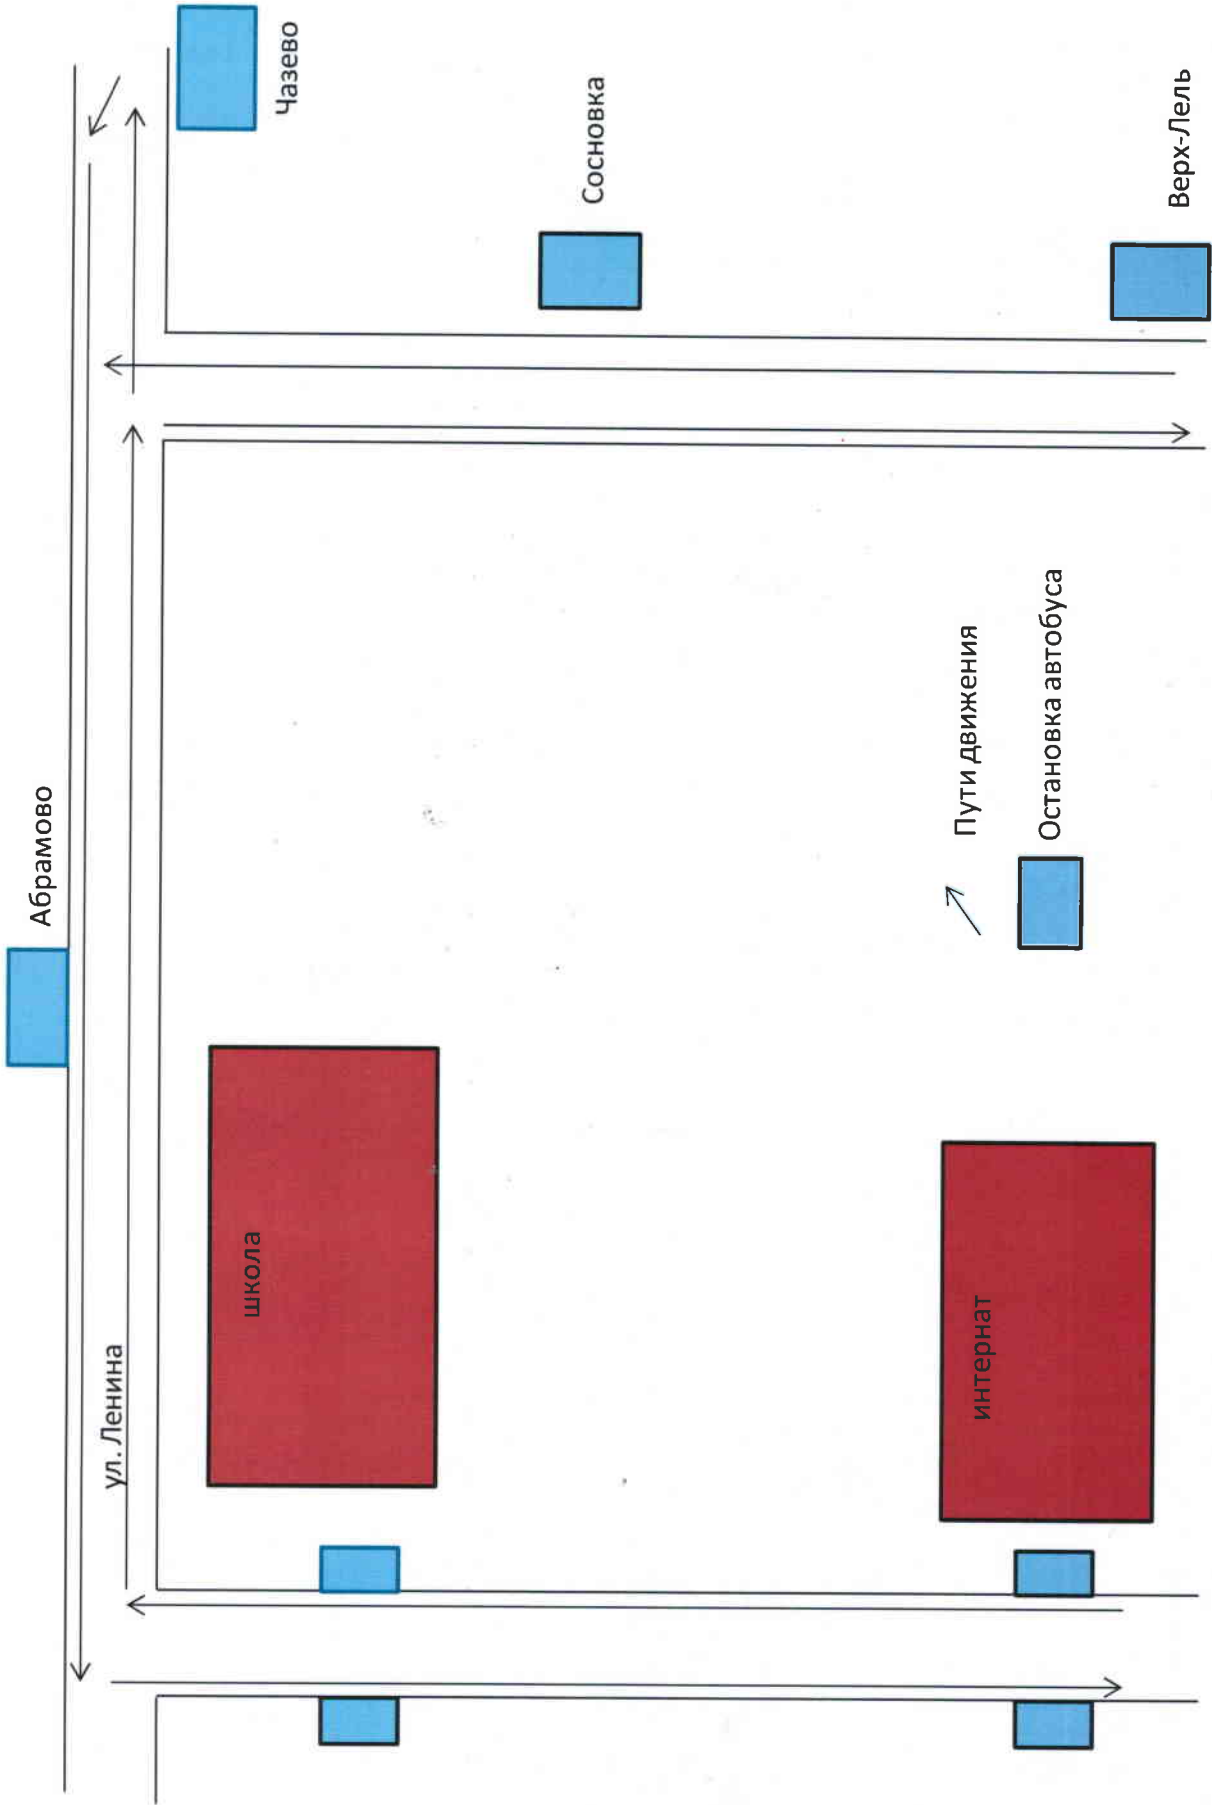 Абрамово
ул. Ленина
школа
интернат
Чазево
Сосновка
Верх-Лель
Пути движения
Остановка автобуса